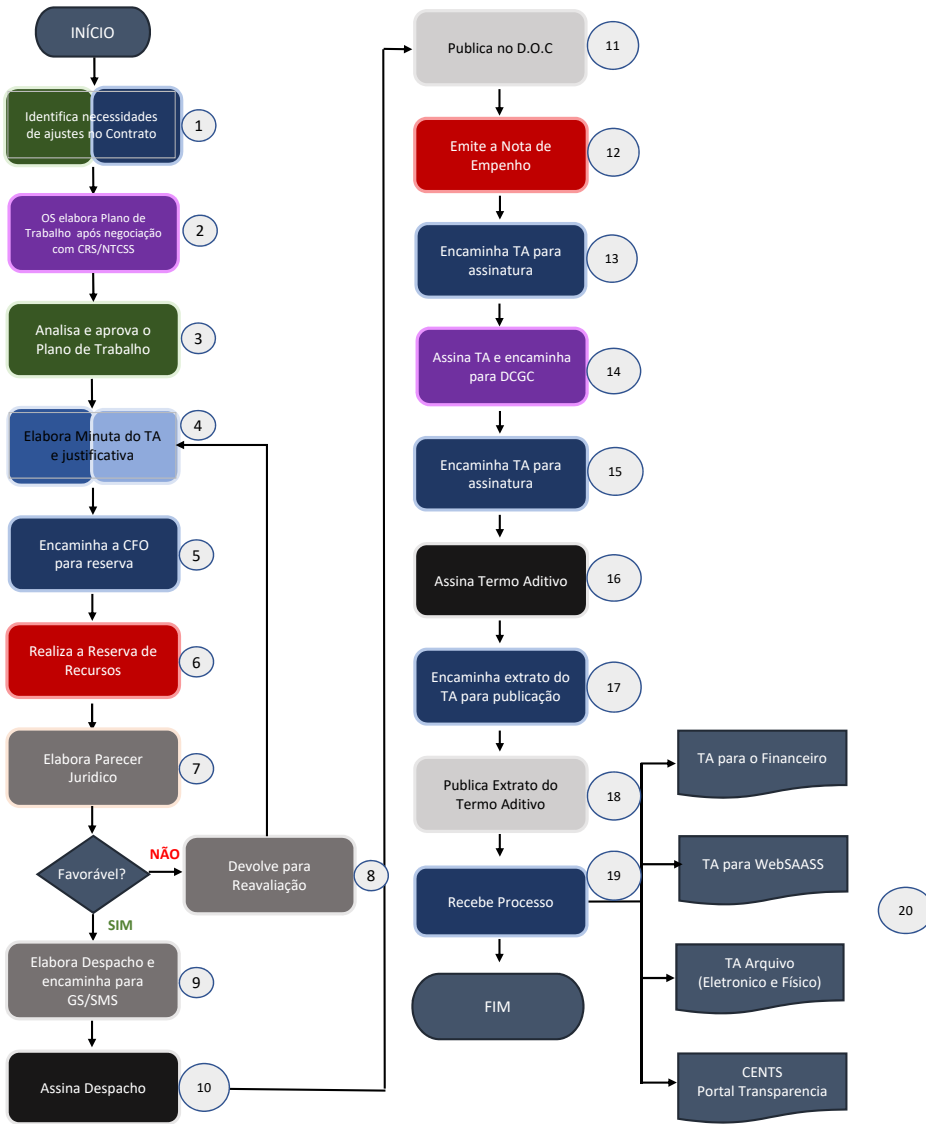 INÍCIO
Identifica necessidades
de ajustes no Contrato
1
OS elabora Plano de
Trabalho após negociação
com CRS/NTCSS
2
Analisa e aprova o
Plano de Trabalho
3
Elabora Minuta do TA
e justificativa
4
Encaminha a CFO
para reserva
5
Realiza a Reserva de
Recursos
6
Elabora Parecer
Juridico
7
Favorável?
NÃO
SIM
Devolve para
Reavaliação
8
Elabora Despacho e
encaminha para
GS/SMS
9
Assina Despacho
10
Publica no D.O.C
11
Emite a Nota de
Empenho
12
Encaminha TA para
assinatura
13
Assina TA e encaminha
para DCGC
14
Encaminha TA para
assinatura
15
Assina Termo Aditivo
16
Encaminha extrato do
TA para publicação
17
Publica Extrato do
Termo Aditivo
18
Recebe Processo
19
FIM
TA para o Financeiro
TA para WebSAASS
TA Arquivo
(Eletronico e Físico)
CENTS
Portal Transparencia
20